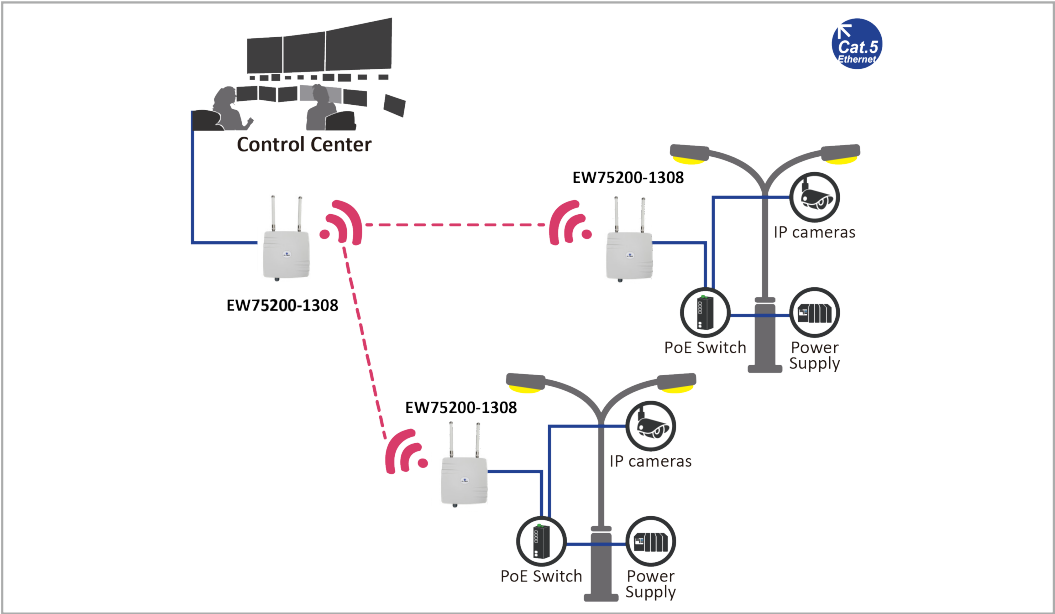 Cat.5
Ethernet
Control Center
EW75200-1308
IP cameras
EW75200-1308
PoE Switch
Power
Supply
EW75200-1308
IP cameras
PoE Switch
Power
Supply